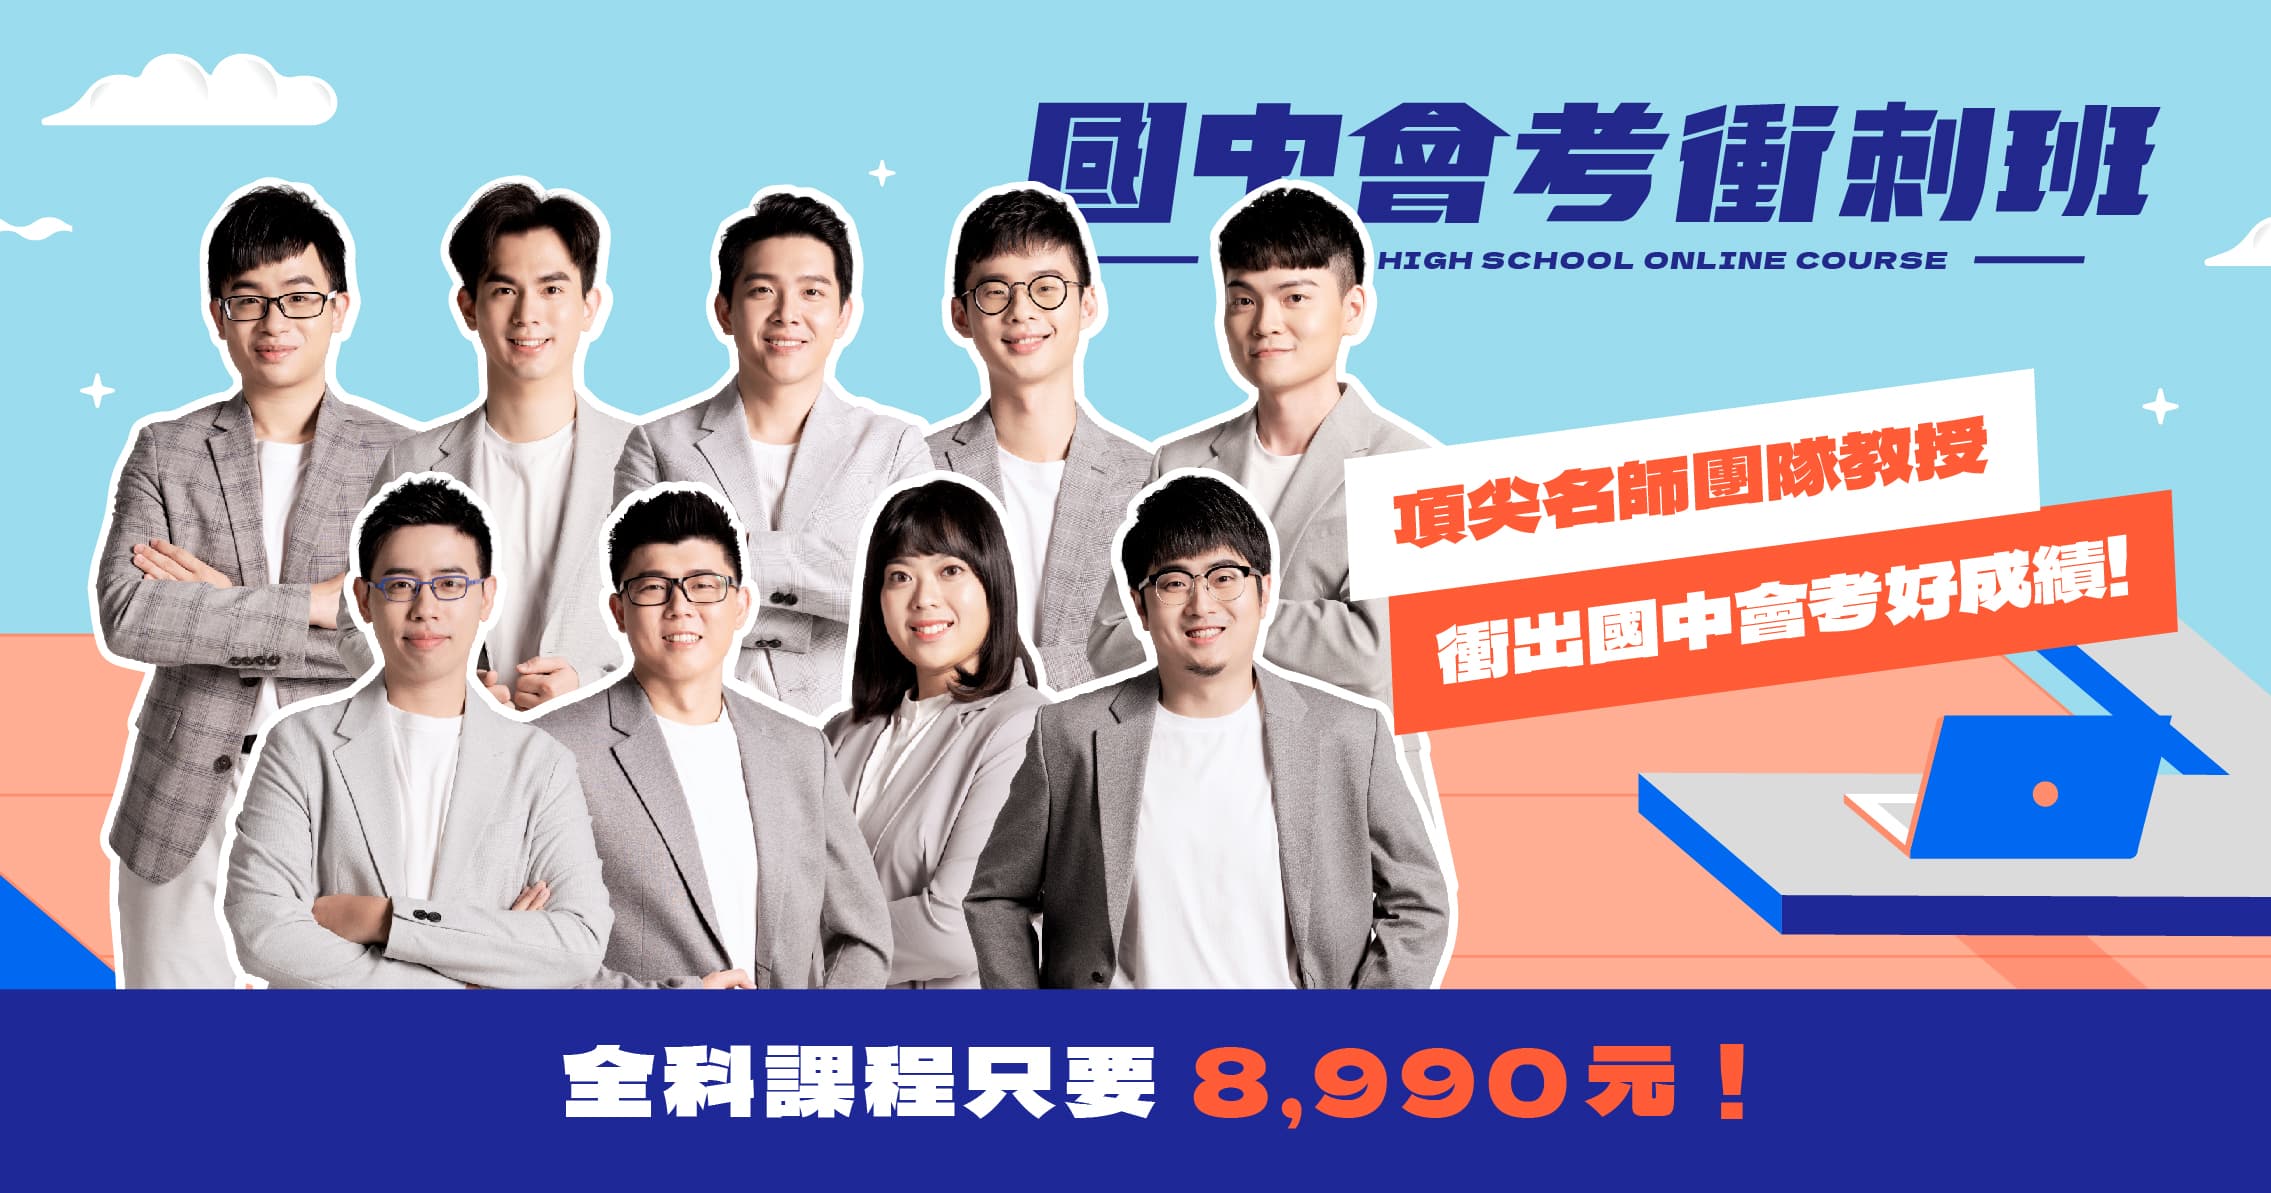 國中會考衝刺班
HIGH SCHOOL ONLINE COURSE
頂尖名師團隊教授
衝出國中會考好成績!
全科課程只要 8,990元！